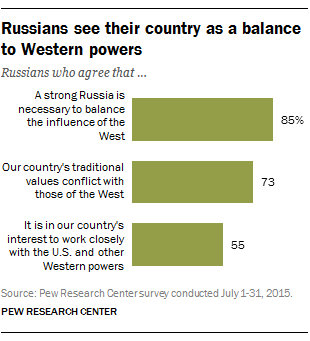 Russians see their country as a balance
to Western powers
Russians who agree that ...
A strong Russia is
necessary to balance
the influence of the
West
85%
Our country's traditional
values conflict with
those of the West
73
It is in our country's
interest to work closely
with the U.S. and other
Western powers
55
Source: Pew Research Center survey conducted July 1-31, 2015.
PEW RESEARCH CENTER